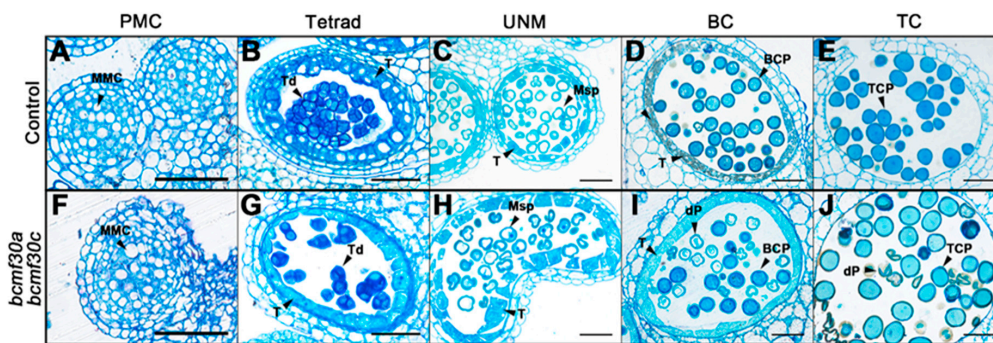 PMC Tetrad UNM BC TC
Control
A MMC
B Td T
C Msp T
D BCP T
E TCP
bcmf30a
bcmf30c
F MMC
G Td T
H Msp T
I dP T BCP
J TCP dP